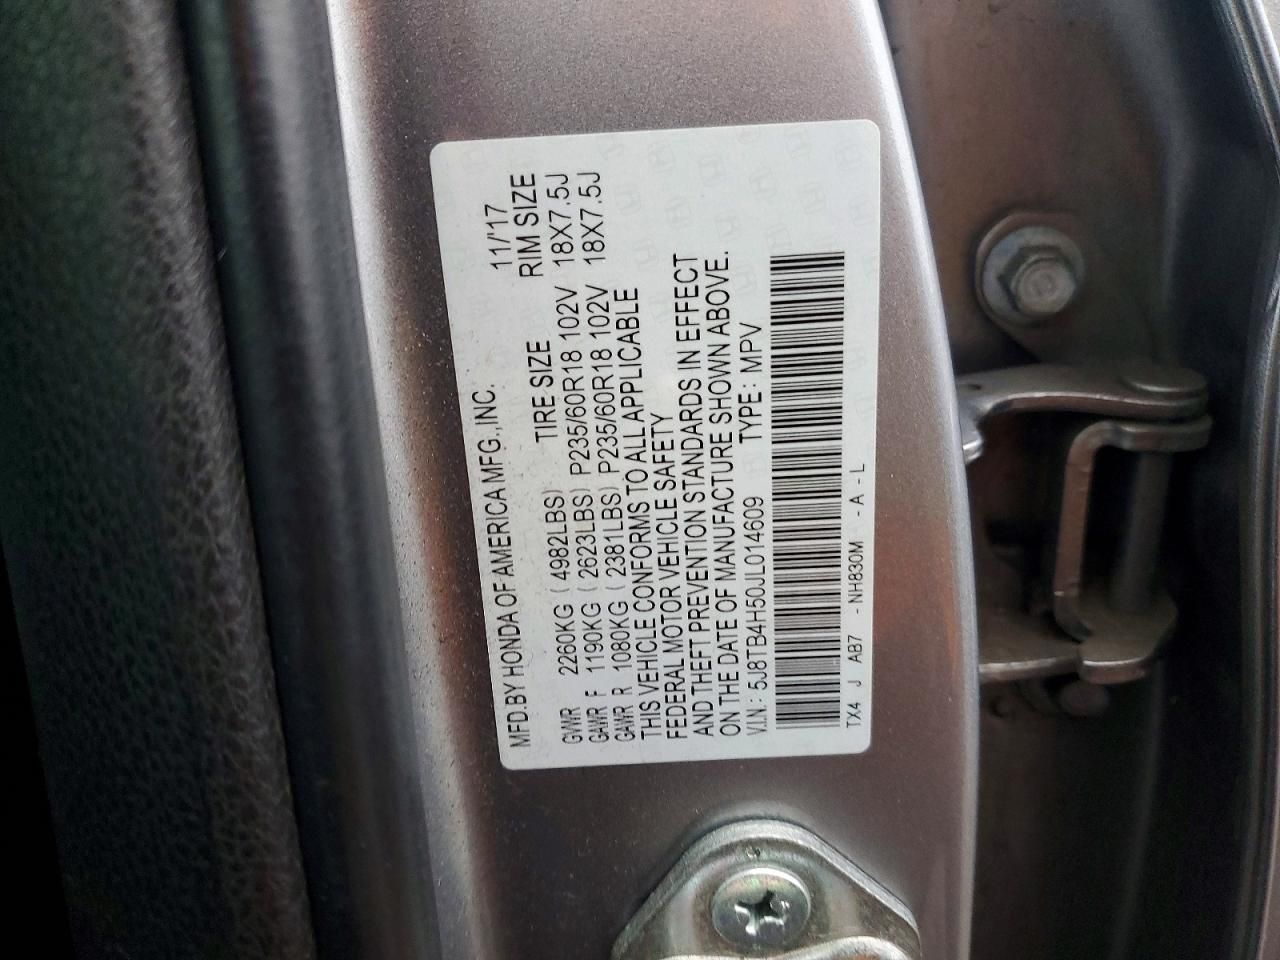 MFD.BY HONDA OF AMERICA MFG.,INC. 11/'17
TIRE SIZE RIM SIZE
GVWR 2260KG ( 4982LBS)
GAWR F 1190KG ( 2623LBS) P235/60R18 102V 18X7.5J
GAWR R 1080KG ( 2381LBS) P235/60R18 102V 18X7.5J
THIS VEHICLE CONFORMS TO ALL APPLICABLE
FEDERAL MOTOR VEHICLE SAFETY
AND THEFT PREVENTION STANDARDS IN EFFECT
ON THE DATE OF MANUFACTURE SHOWN ABOVE.
V.I.N : 5J8TB4H50JL014609 TYPE : MPV
TX4 J AB7 - NH830M - A - L